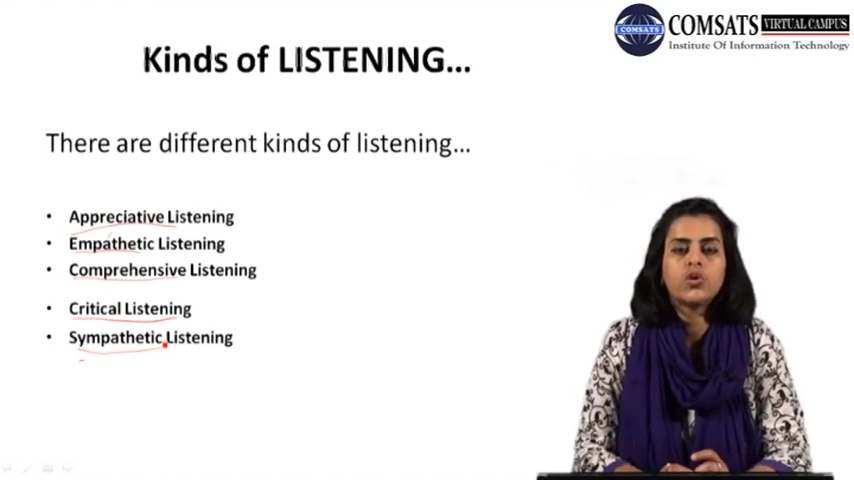 COMSATS
COMSATS VIRTUAL CAMPUS
Institute Of Information Technology
Kinds of LISTENING...
There are different kinds of listening...
• Appreciative Listening
• Empathetic Listening
• Comprehensive Listening
• Critical Listening
• Sympathetic Listening